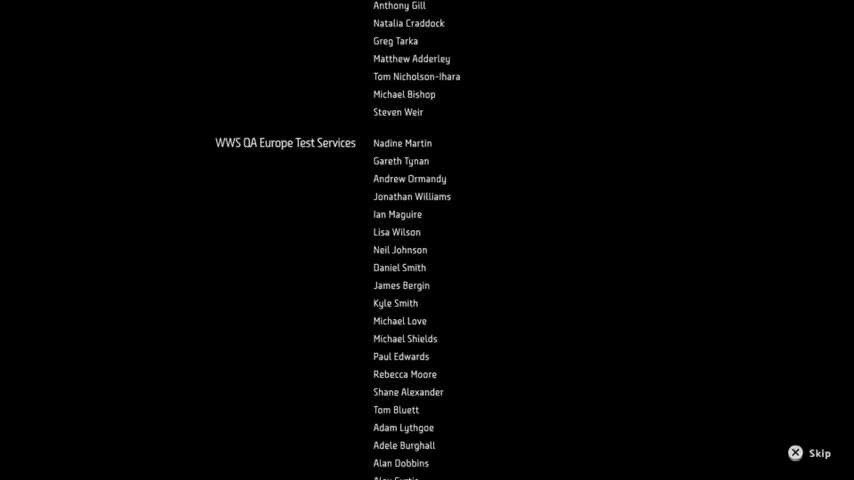 Anthony Gill
Natalia Craddock
Greg Tarka
Matthew Adderley
Tom Nicholson-Ihara
Michael Bishop
Steven Weir
WWS QA Europe Test Services Nadine Martin
Gareth Tynan
Andrew Ormandy
Jonathan Williams
Ian Maguire
Lisa Wilson
Neil Johnson
Daniel Smith
James Bergin
Kyle Smith
Michael Love
Michael Shields
Paul Edwards
Rebecca Moore
Shane Alexander
Tom Bluett
Adam Lythgoe
Adele Burghall
Alan Dobbins
Skip